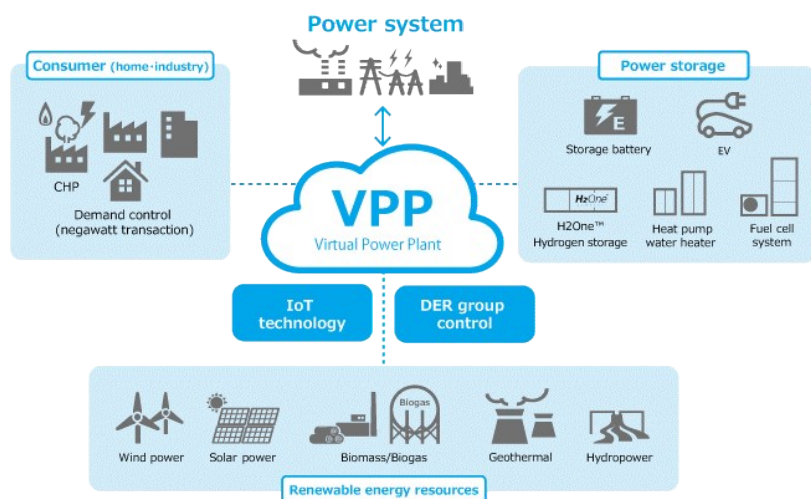 Power system
Consumer (home·industry)
CHP
Demand control
(negawatt transaction)
VPP
Virtual Power Plant
Power storage
E
Storage battery
EV
H2One
H2One™
Hydrogen storage
Heat pump
water heater
Fuel cell
system
IoT
technology
DER group
control
Biogas
Wind power
Solar power
Biomass/Biogas
Geothermal
Hydropower
Renewable energy resources